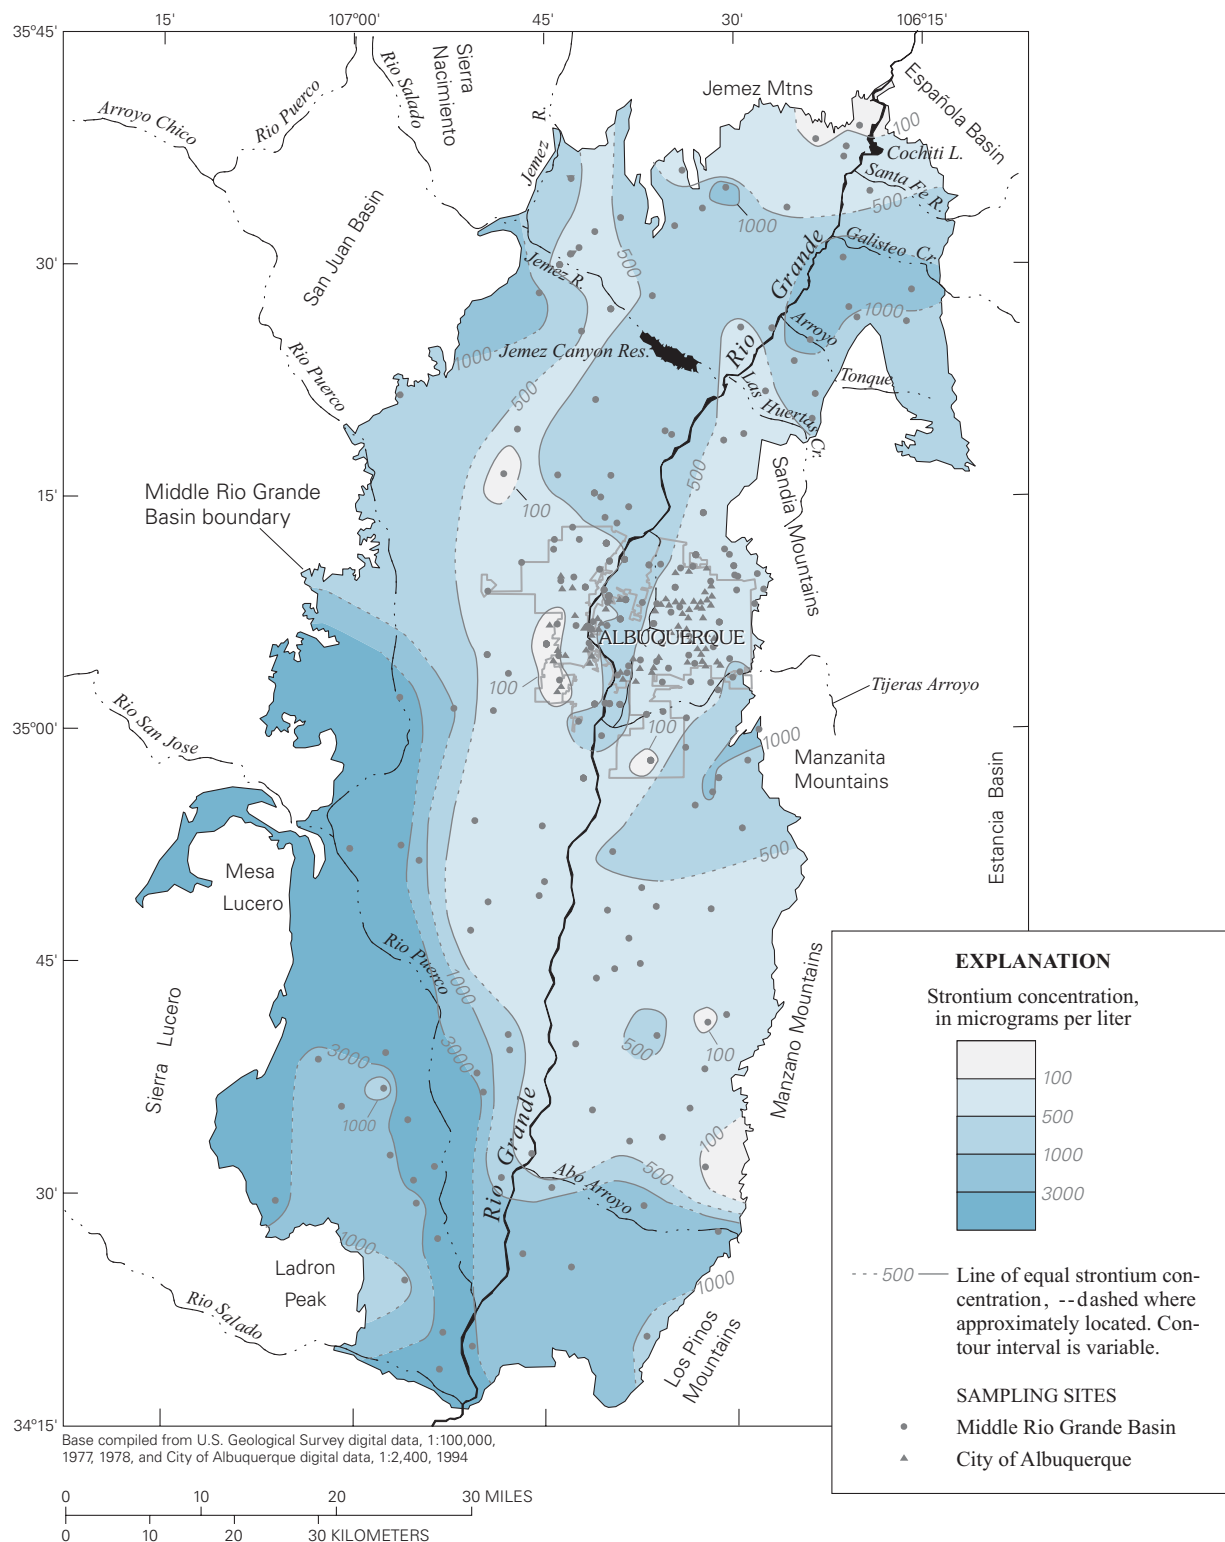 15'
107°00'
45'
30'
106°15'
35°45'
Sierra
Nacimiento
Rio Salado
Rio Puerco
Arroyo Chico
Jemez R.
Jemez Mtns
Española Basin
100
Cochiti L.
Santa Fe R.
500
1000
San Juan Basin
Galisteo Cr.
30'
Jemez R.
500
Rio Grande
1000
Arroyo
Tonque
Rio Puerco
1000
Jemez Canyon Res.
500
Las Huertas Cr.
500
Sandia Mountains
15'
Middle Rio Grande
Basin boundary
100
ALBUQUERQUE
100
Tijeras Arroyo
Rio San Jose
35°00'
100
1000
Manzanita
Mountains
Estancia Basin
500
Mesa
Lucero
Rio Puerco
45'
1000
Manzano Mountains
Sierra Lucero
3000
3000
500
100
1000
Rio Grande
100
500
Abo Arroyo
30'
1000
Ladron
Peak
Rio Salado
1000
Los Pinos
Mountains
34°15'
EXPLANATION
Strontium concentration,
in micrograms per liter
100
500
1000
3000
500
Line of equal strontium con-
centration, --dashed where
approximately located. Con-
tour interval is variable.
SAMPLING SITES
Middle Rio Grande Basin
City of Albuquerque
Base compiled from U.S. Geological Survey digital data, 1:100,000,
1977, 1978, and City of Albuquerque digital data, 1:2,400, 1994
0 10 20 30 MILES
0 10 20 30 KILOMETERS